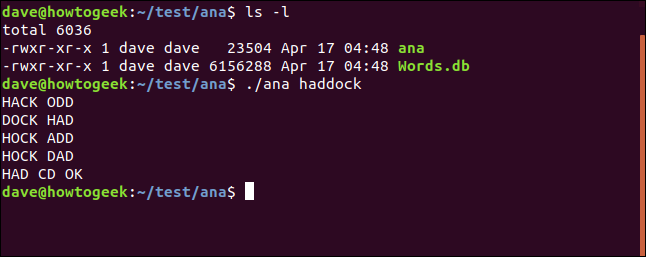 dave@howtogeek:~/test/ana$ ls -l
total 6036
-rwxr-xr-x 1 dave dave   23504 Apr 17 04:48 ana
-rwxr-xr-x 1 dave dave 6156288 Apr 17 04:48 Words.db
dave@howtogeek:~/test/ana$ ./ana haddock
HACK ODD
DOCK HAD
HOCK ADD
HOCK DAD
HAD CD OK
dave@howtogeek:~/test/ana$